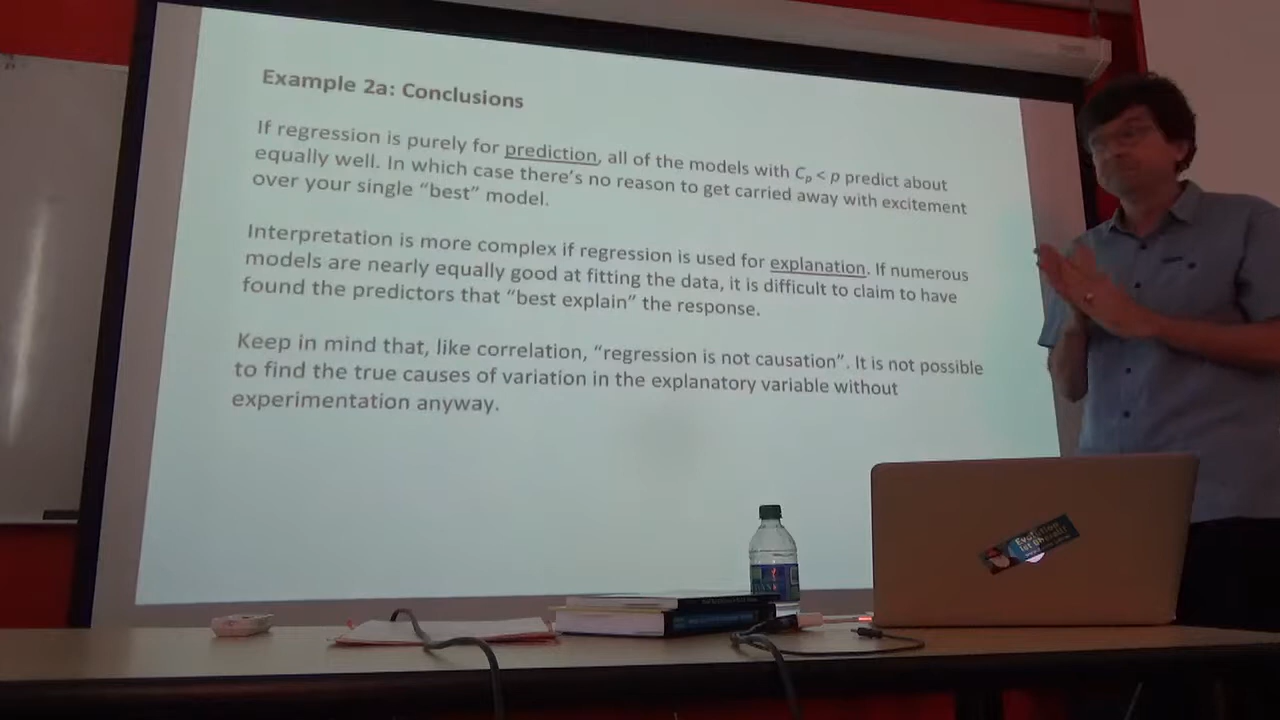 Example 2a: Conclusions
If regression is purely for prediction, all of the models with Cp < p predict about
equally well. In which case there's no reason to get carried away with excitement
over your single "best" model.
Interpretation is more complex if regression is used for explanation. If numerous
models are nearly equally good at fitting the data, it is difficult to claim to have
found the predictors that "best explain" the response.
Keep in mind that, like correlation, "regression is not causation". It is not possible
to find the true causes of variation in the explanatory variable without
experimentation anyway.
Evolution